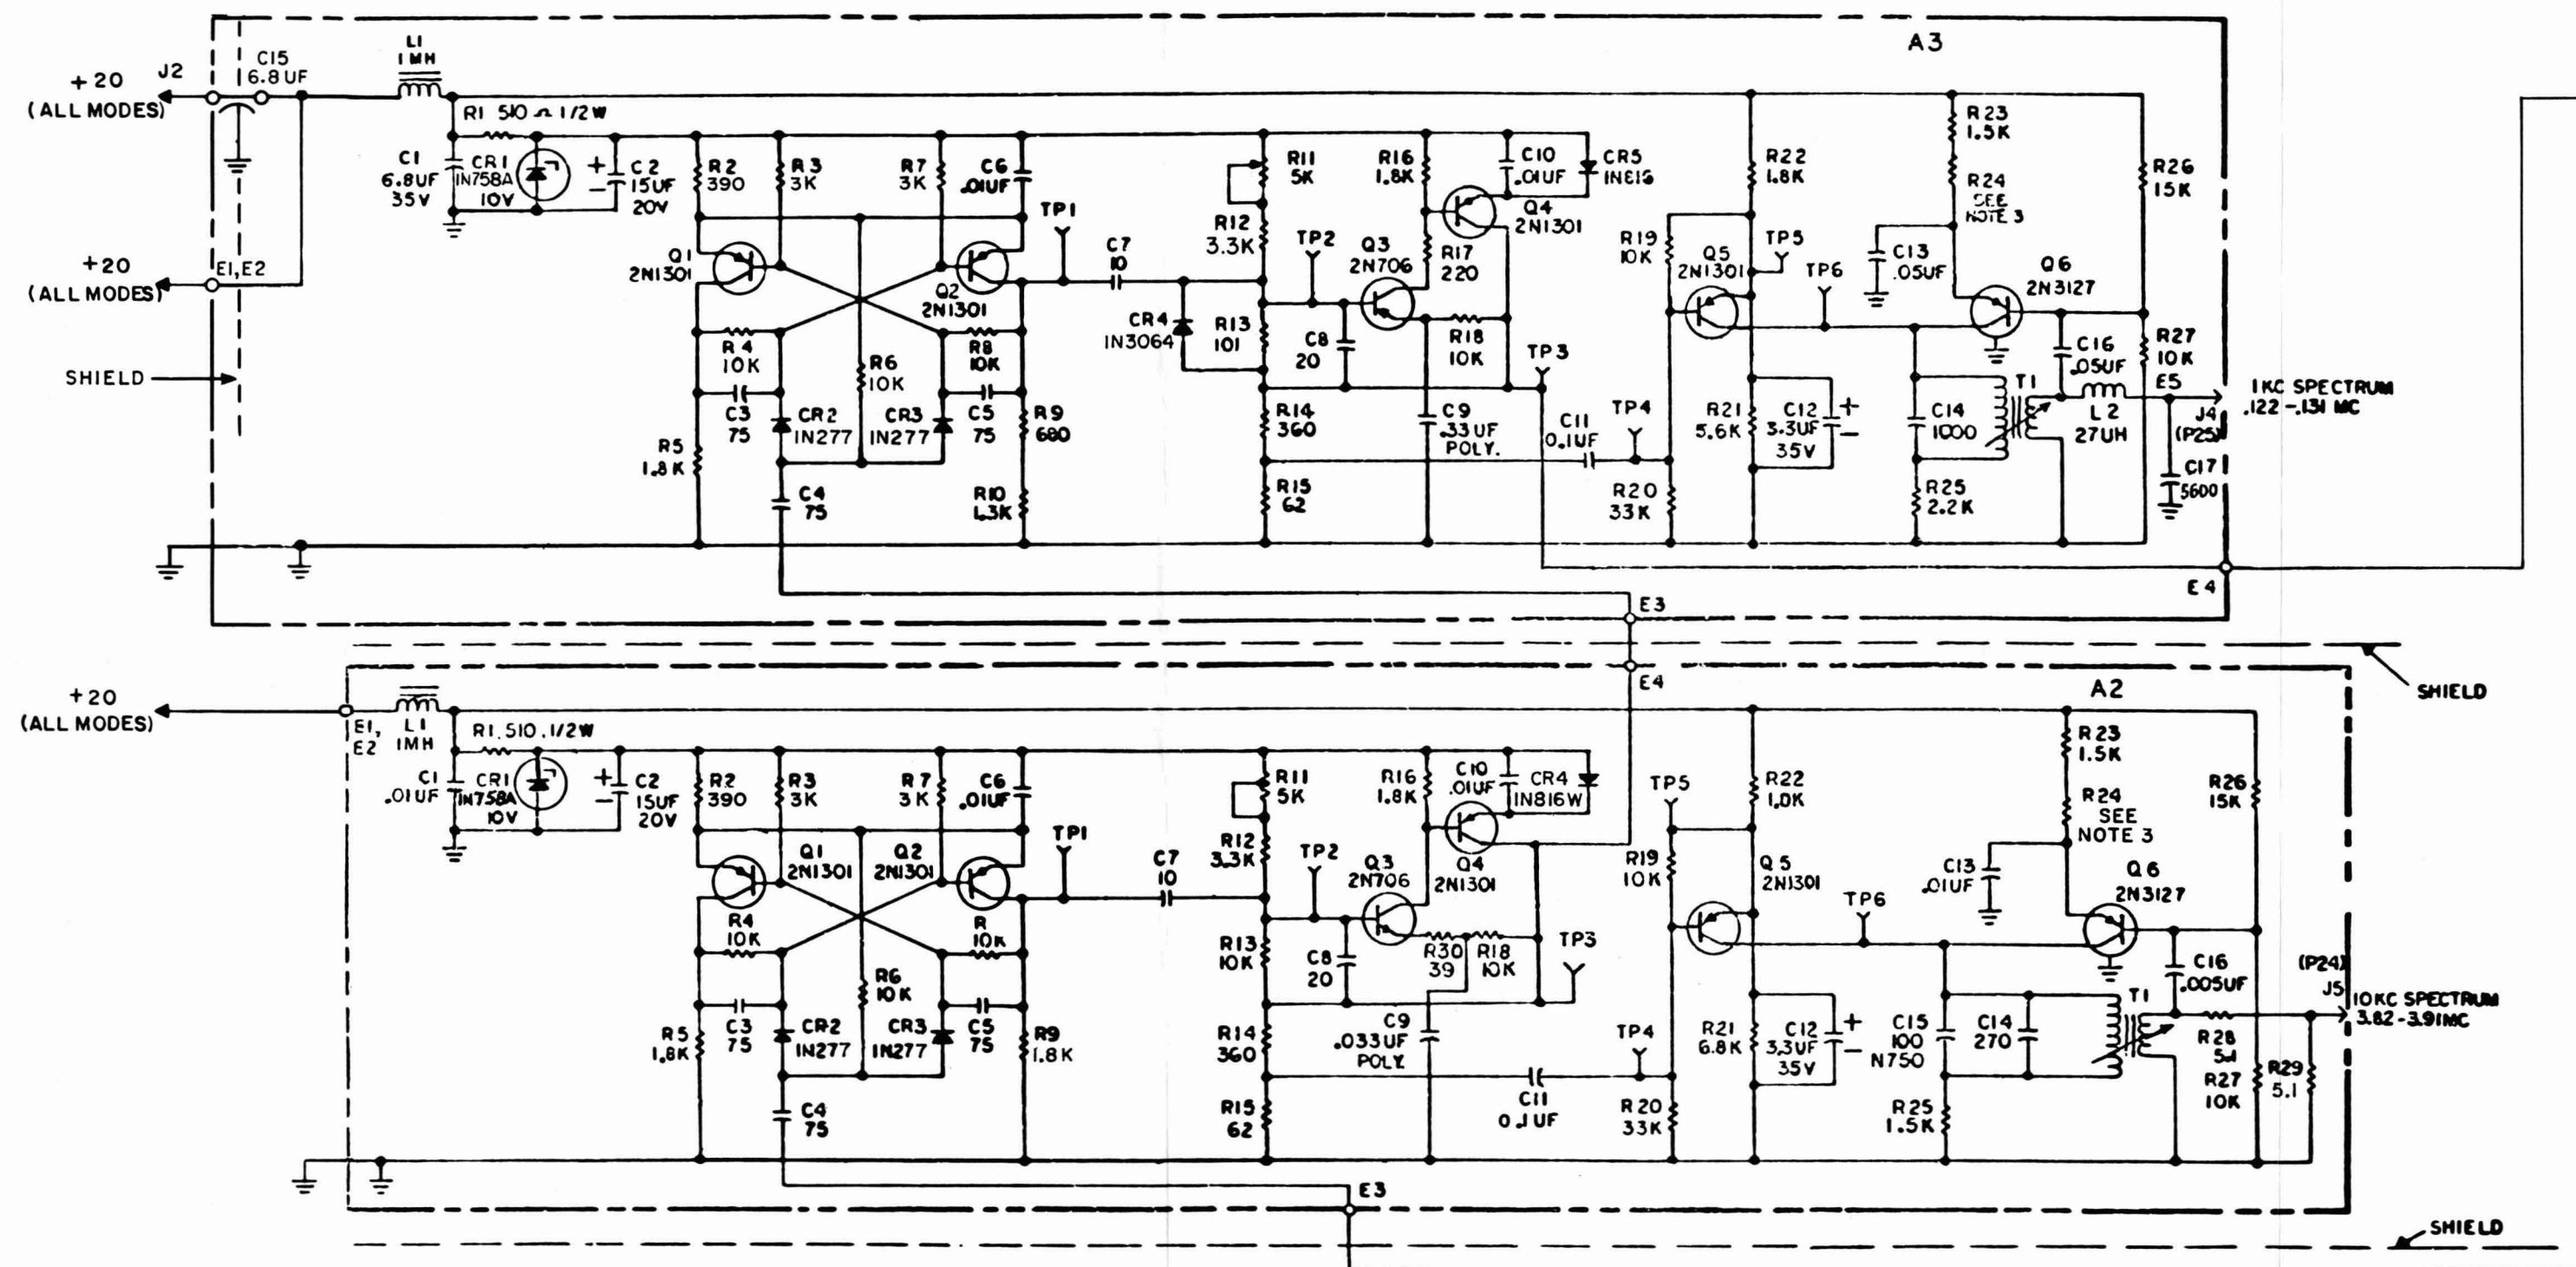 A3
+20
(ALL MODES)
J2
C15
6.8UF
L1
1MH
R1 510 Ω 1/2W
C1
6.8UF
35V
CR1
1N758A
10V
C2
15UF
20V
R2
390
R3
3K
R7
3K
C6
.01UF
TP1
Q1
2N1301
Q2
2N1301
C7
10
R4
10K
R8
10K
R6
10K
C3
75
CR2
1N277
CR3
1N277
C5
75
R9
680
R5
1.8K
C4
75
R10
1.3K
+20
(ALL MODES)
E1,E2
SHIELD
R11
5K
R12
3.3K
TP2
CR4
1N3064
R13
101
C8
20
R14
360
R15
62
R16
1.8K
C10
.01UF
CR5
Q4
2N1301
Q3
2N706
R17
220
R18
10K
TP3
C9
.33UF
POLY.
C11
0.1UF
TP4
R22
1.8K
R19
10K
Q5
2N1301
TP5
TP6
R21
5.6K
C12
3.3UF
35V
R20
33K
R23
1.5K
R24
SEE
NOTE 3
C13
.05UF
Q6
2N3127
R26
15K
C16
.05UF
R27
10K
E5
T1
L2
27UH
J4
(P25)
C14
1000
R25
2.2K
C17
5600
1KC SPECTRUM
.122-.131 MC
E4
E3
E4
A2
SHIELD
+20
(ALL MODES)
E1,
E2
L1
1MH
R1.510.1/2W
C1
.01UF
CR1
1N758A
10V
C2
15UF
20V
R2
390
R3
3K
R7
3K
C6
.01UF
TP1
Q1
2N1301
Q2
2N1301
C7
10
R4
10K
R
10K
R6
10K
C3
75
CR2
1N277
CR3
1N277
C5
75
R9
1.8K
R5
1.8K
C4
75
R11
5K
R12
3.3K
TP2
R13
10K
C8
20
R14
360
R15
62
R16
1.8K
C10
.01UF
CR4
1N816W
Q3
2N706
Q4
2N1301
R30
39
R18
10K
TP3
C9
.033UF
POLY.
C11
0.1UF
TP4
TP5
R22
1.0K
R19
10K
Q5
2N1301
TP6
R21
6.8K
C12
3.3UF
35V
R20
33K
R23
1.5K
R24
SEE
NOTE 3
C13
.01UF
Q6
2N3127
R26
15K
C16
.005UF
(P24)
J5
10KC SPECTRUM
3.82-3.91MC
C15
100
N750
C14
270
T1
R28
5.1
R27
10K
R29
5.1
R25
1.5K
E3
SHIELD